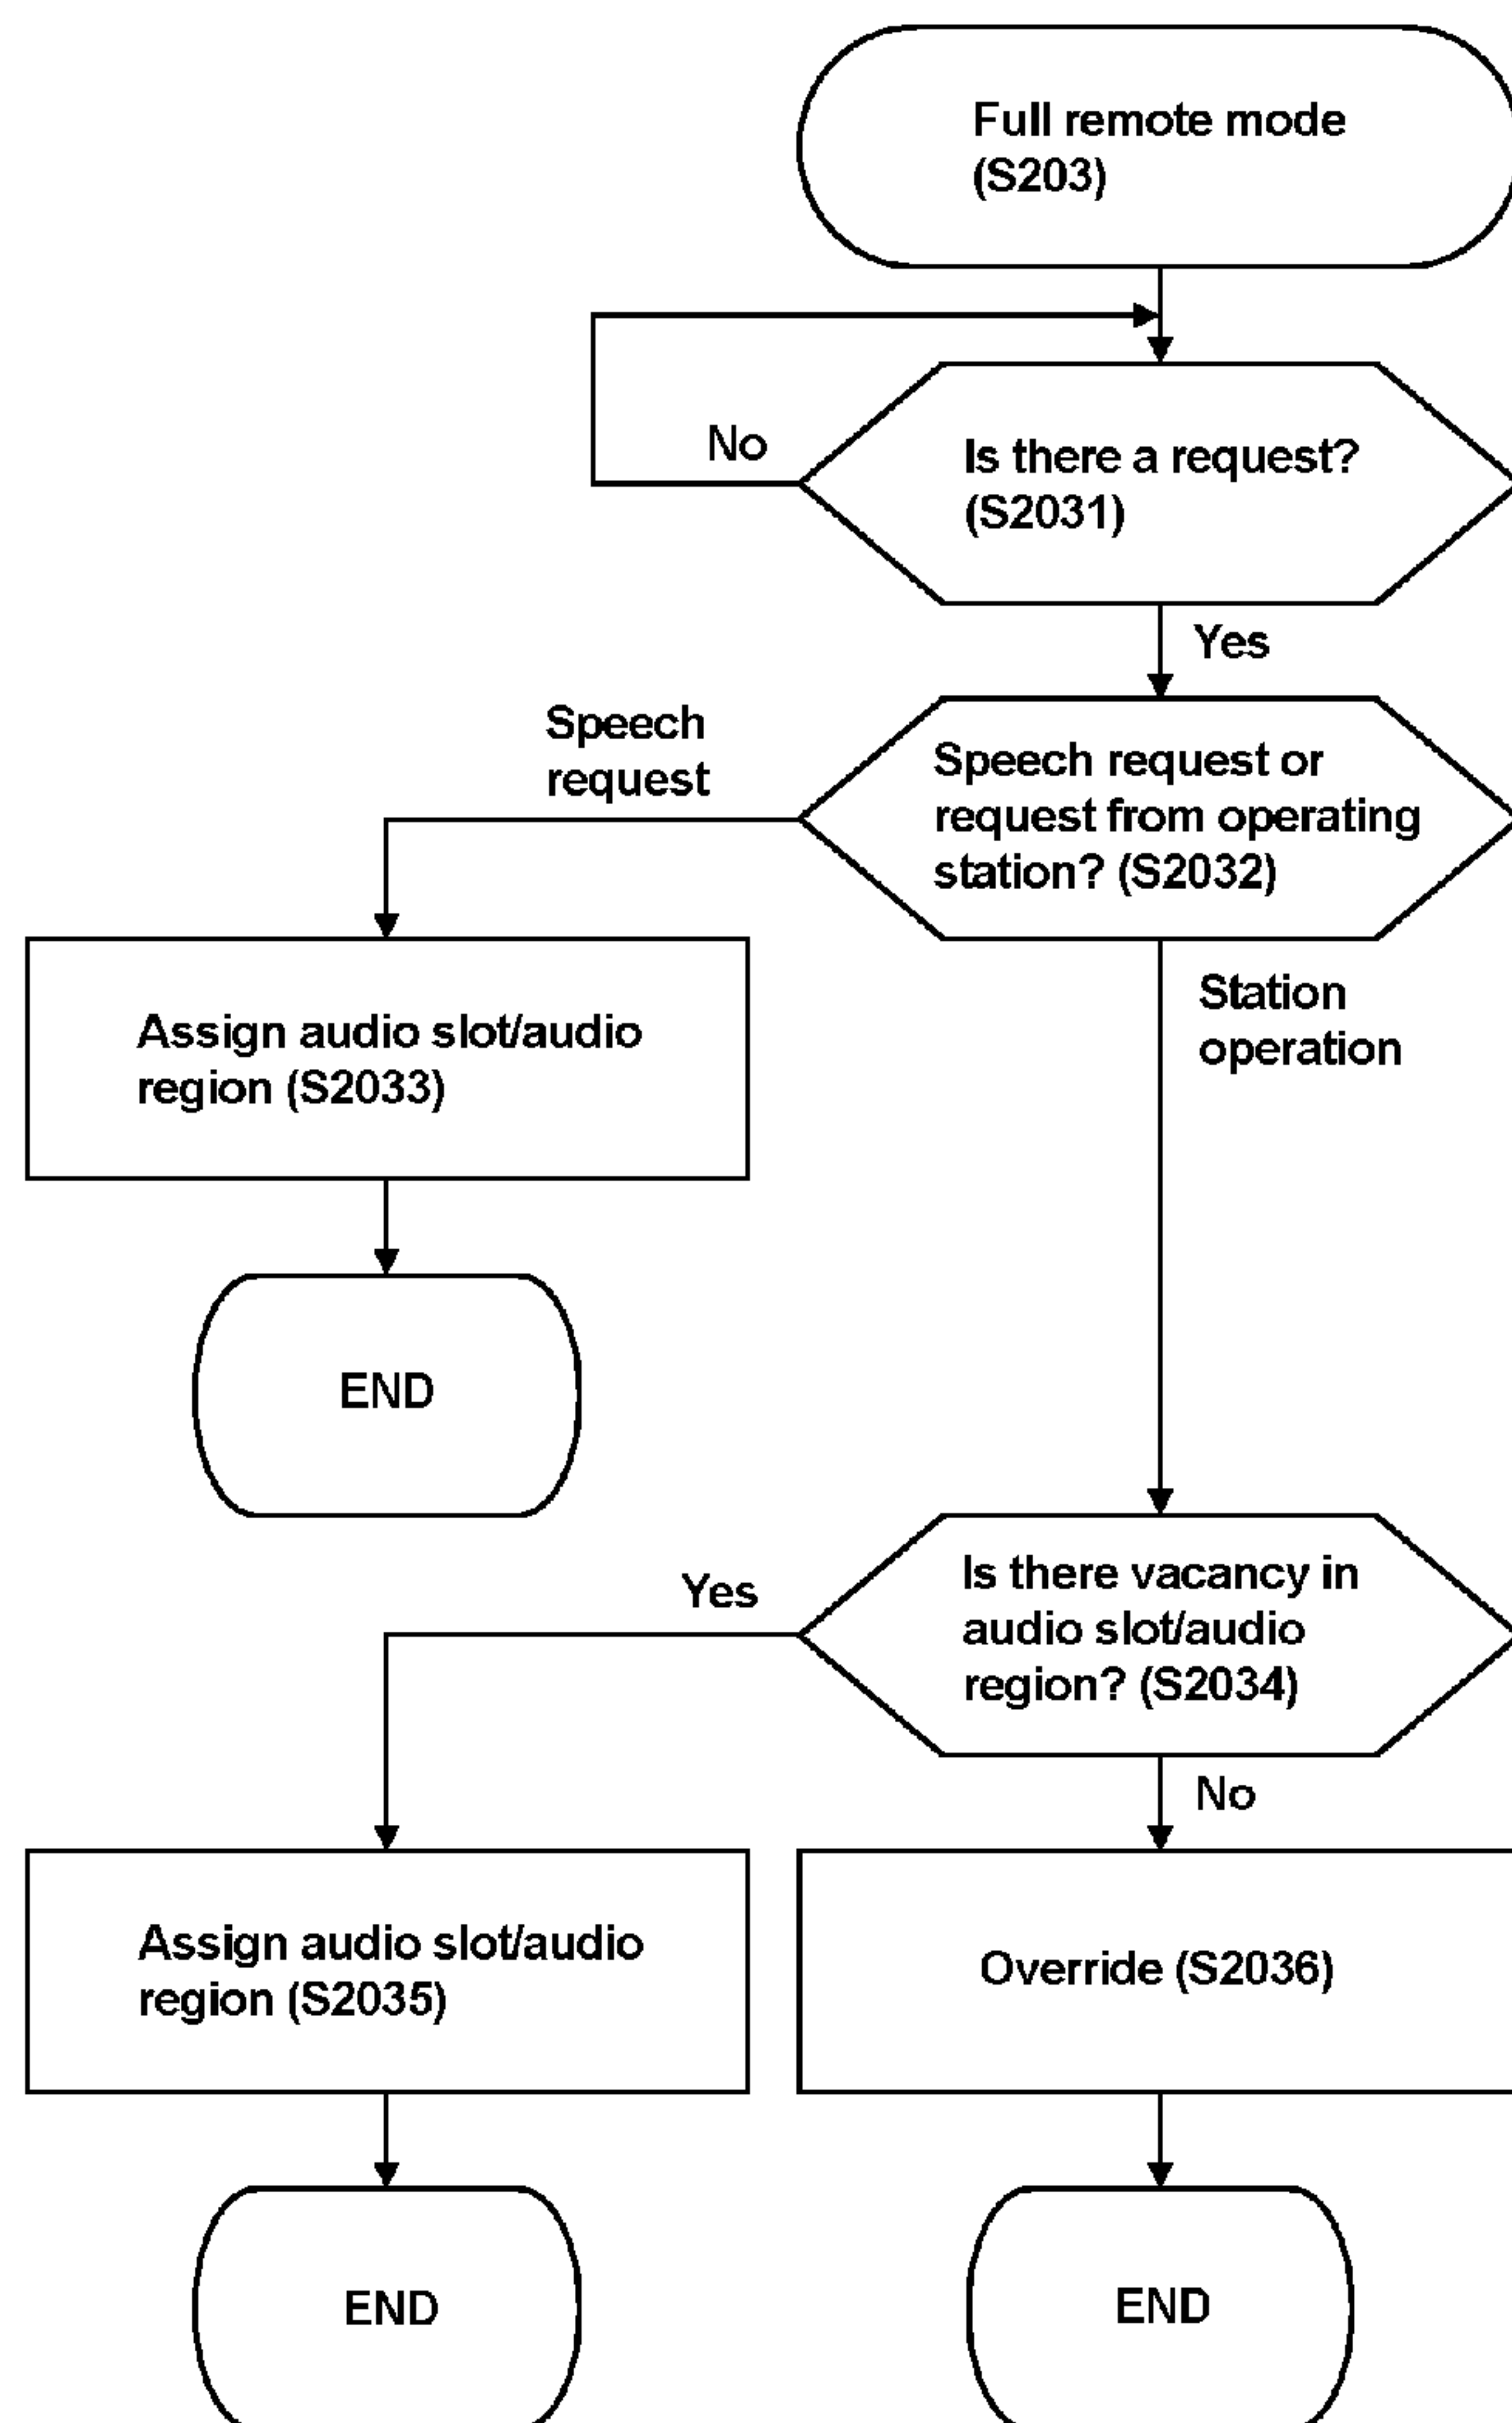 Full remote mode
(S203)
No
Is there a request?
(S2031)
Yes
Speech
request
Speech request or
request from operating
station? (S2032)
Assign audio slot/audio
region (S2033)
Station
operation
END
Yes
Is there vacancy in
audio slot/audio
region? (S2034)
No
Assign audio slot/audio
region (S2035)
Override (S2036)
END
END